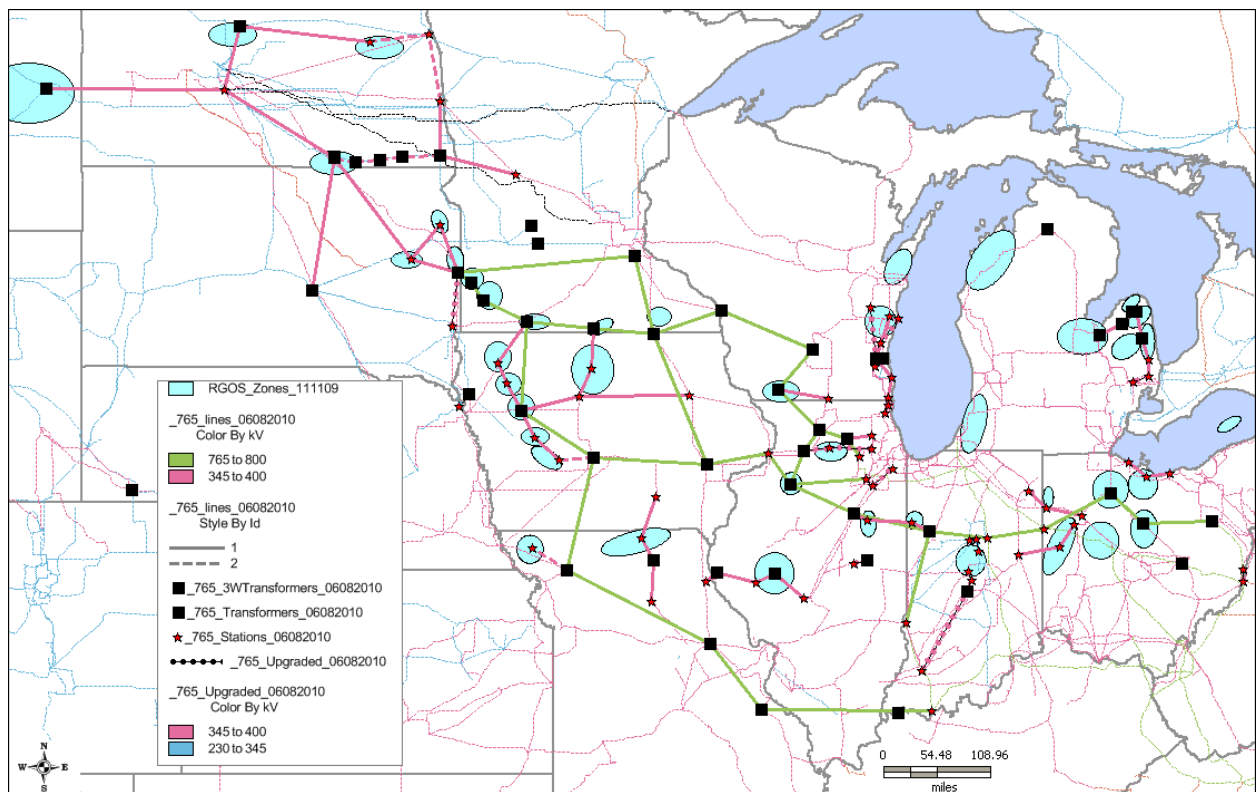 RGOS_Zones_111109
_765_lines_06082010
Color By kV
765 to 800
345 to 400
_765_lines_06082010
Style By Id
1
2
_765_3WTransformers_06082010
_765_Transformers_06082010
_765_Stations_06082010
_765_Upgraded_06082010
_765_Upgraded_06082010
Color By kV
345 to 400
230 to 345
N
W E
S
0 54.48 108.96
miles